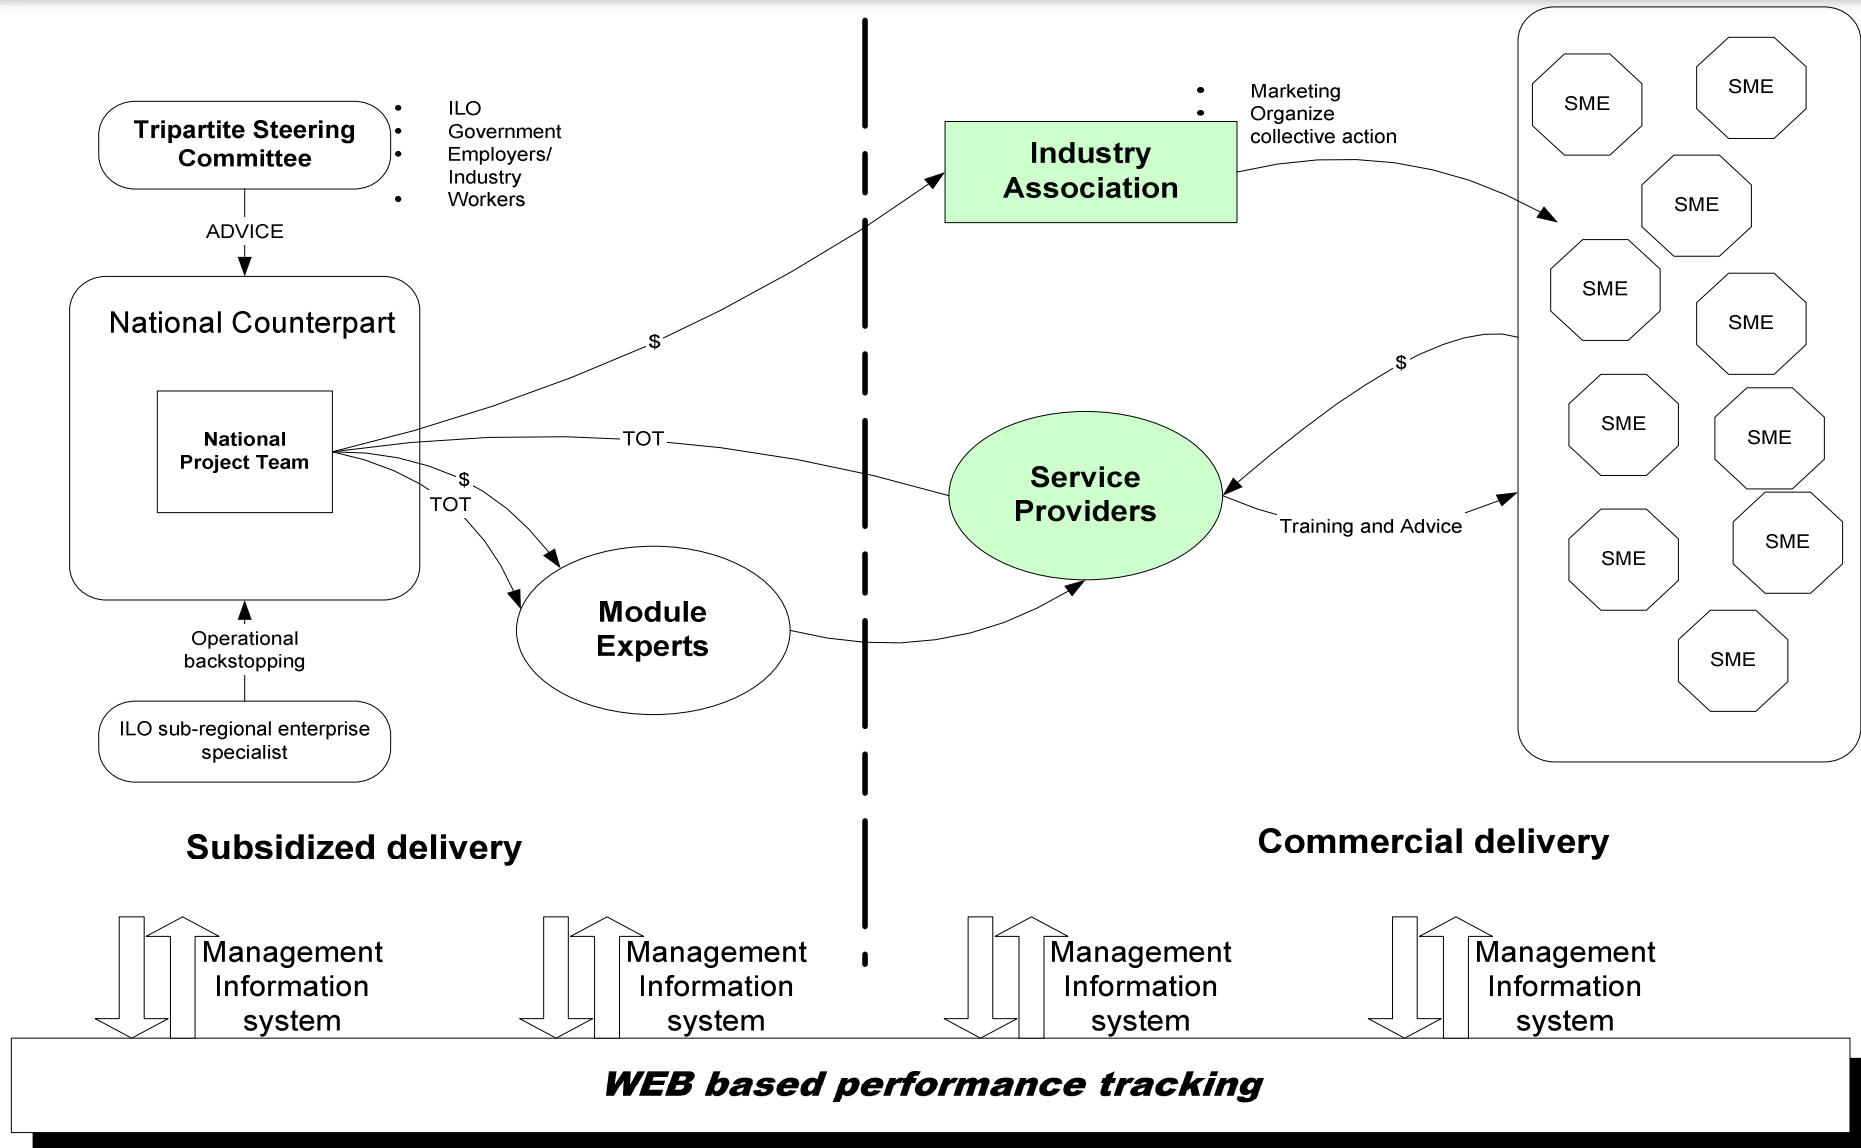 Tripartite Steering
Committee
• ILO
• Government
• Employers/
Industry
• Workers
ADVICE
National Counterpart
National
Project Team
Operational
backstopping
ILO sub-regional enterprise
specialist
$
TOT
$
TOT
Module
Experts
• Marketing
• Organize
collective action
Industry
Association
Service
Providers
$
Training and Advice
SME
SME
SME
SME
SME
SME
SME
SME
SME
SME
Subsidized delivery
Commercial delivery
Management
Information
system
Management
Information
system
Management
Information
system
Management
Information
system
WEB based performance tracking